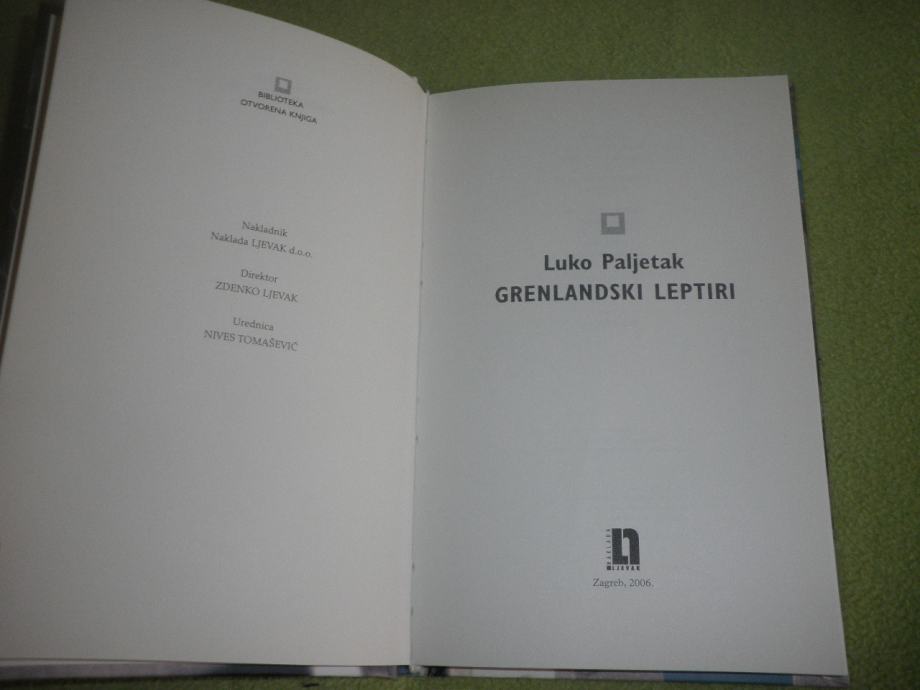 BIBLIOTEKA
OTVORENA KNJIGA
Nakladnik
Naklada LJEVAK d.o.o.
Direktor
ZDENKO LJEVAK
Urednica
NIVES TOMAŠEVIĆ
Luko Paljetak
GRENLANDSKI LEPTIRI
NAKLADA
LJEVAK
Zagreb, 2006.